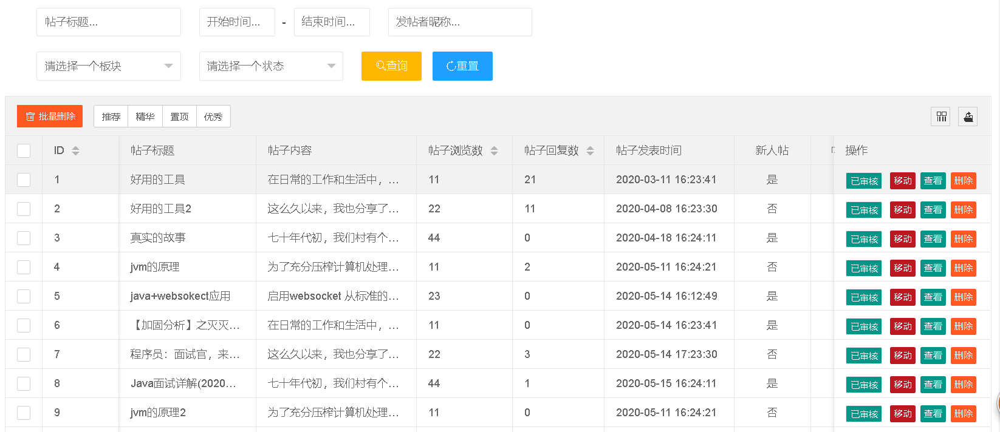 帖子标题... 开始时间... - 结束时间... 发帖者昵称...
请选择一个板块 请选择一个状态 查询 重置
批量删除 推荐 精华 置顶 优秀
ID 帖子标题 帖子内容 帖子浏览数 帖子回复数 帖子发表时间 新人帖 操作
1 好用的工具 在日常的工作和生活中，... 11 21 2020-03-11 16:23:41 是 已审核 移动 查看 删除
2 好用的工具2 这么久以来，我也分享了... 22 11 2020-04-08 16:23:30 否 已审核 移动 查看 删除
3 真实的故事 七十年代初，我们村有个... 44 0 2020-04-18 16:24:11 是 已审核 移动 查看 删除
4 jvm的原理 为了充分压榨计算机处理... 11 2 2020-05-11 16:24:21 否 已审核 移动 查看 删除
5 java+websokect应用 启用websocket 从标准的... 23 0 2020-05-14 16:12:49 是 已审核 移动 查看 删除
6 【加固分析】之灭灭... 在日常的工作和生活中，... 11 0 2020-05-14 16:23:41 是 已审核 移动 查看 删除
7 程序员：面试官，来... 这么久以来，我也分享了... 22 3 2020-05-14 17:23:30 否 已审核 移动 查看 删除
8 Java面试详解(2020... 七十年代初，我们村有个... 44 1 2020-05-15 16:24:11 是 已审核 移动 查看 删除
9 jvm的原理2 为了充分压榨计算机处理... 11 0 2020-05-11 16:24:21 否 已审核 移动 查看 删除